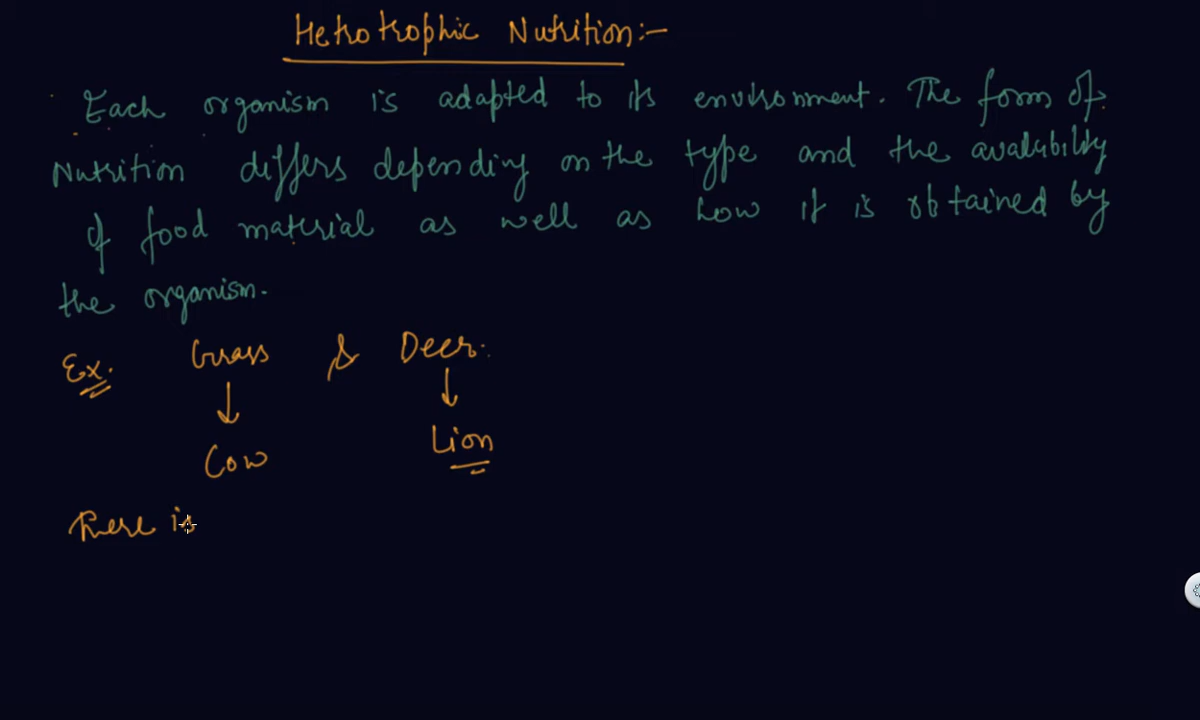 Hetrotrophic Nutrition:-
Each organism is adapted to its environment. The form of
Nutrition differs depending on the type and the availability
of food material as well as how it is obtained by
the organism.
Ex. Grass & Deer.
↓ ↓
Cow Lion
There is